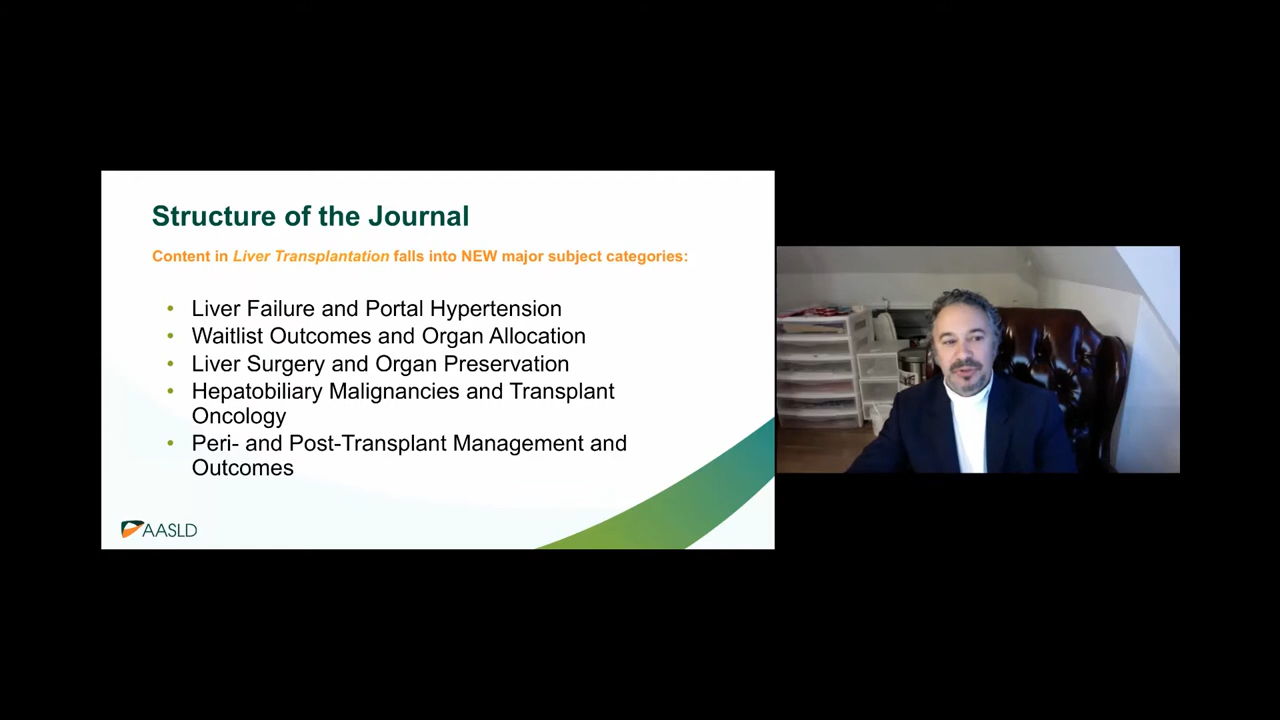 Structure of the Journal
Content in Liver Transplantation falls into NEW major subject categories:
• Liver Failure and Portal Hypertension
• Waitlist Outcomes and Organ Allocation
• Liver Surgery and Organ Preservation
• Hepatobiliary Malignancies and Transplant
Oncology
• Peri- and Post-Transplant Management and
Outcomes
AASLD